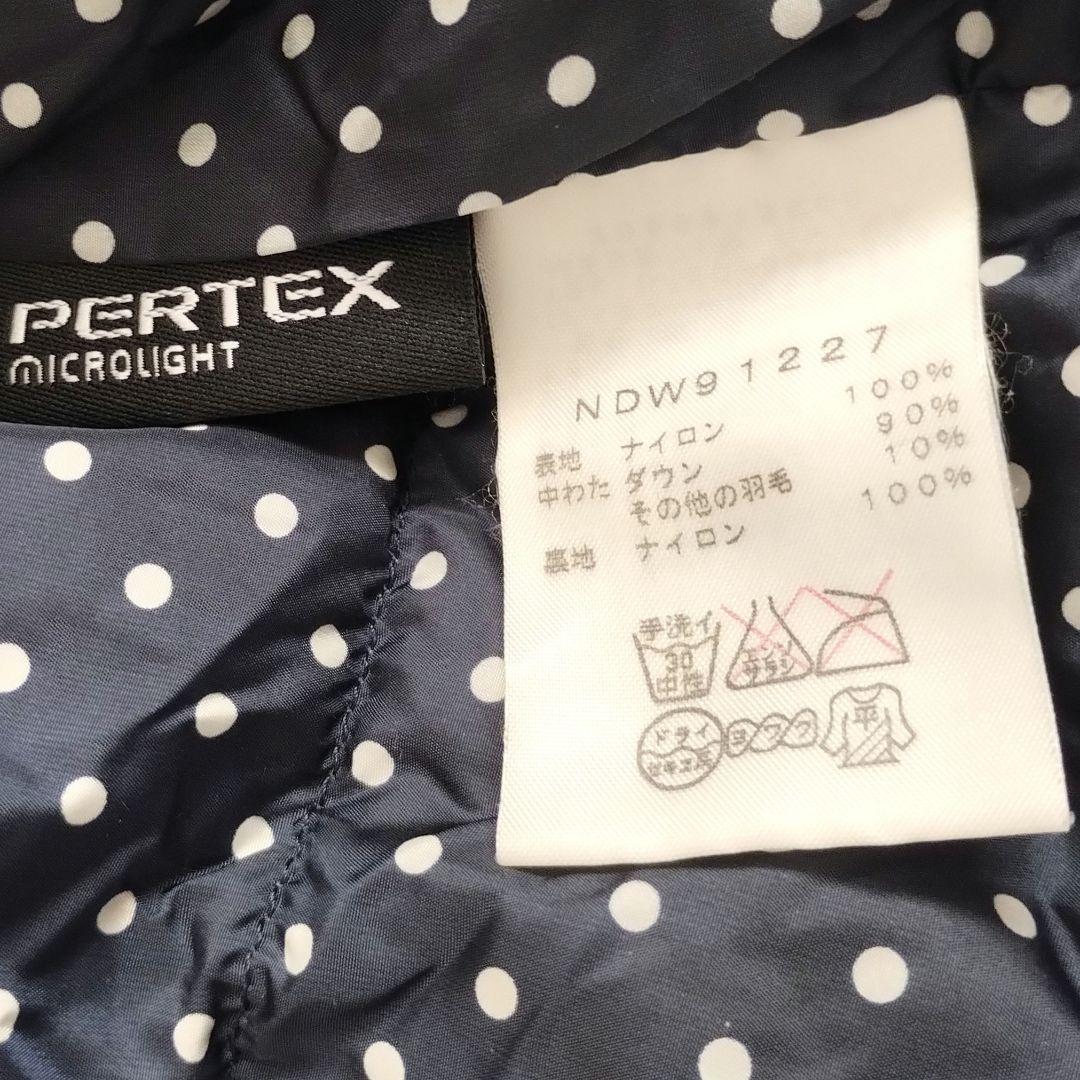 PERTEX
MICROLIGHT
NDW91227
表地 ナイロン 100%
中わた ダウン 90%
その他の羽毛 10%
裏地 ナイロン 100%
手洗イ
30
中性
エンソ
サラシ
ドライ
セキユ系
ヨワク
平